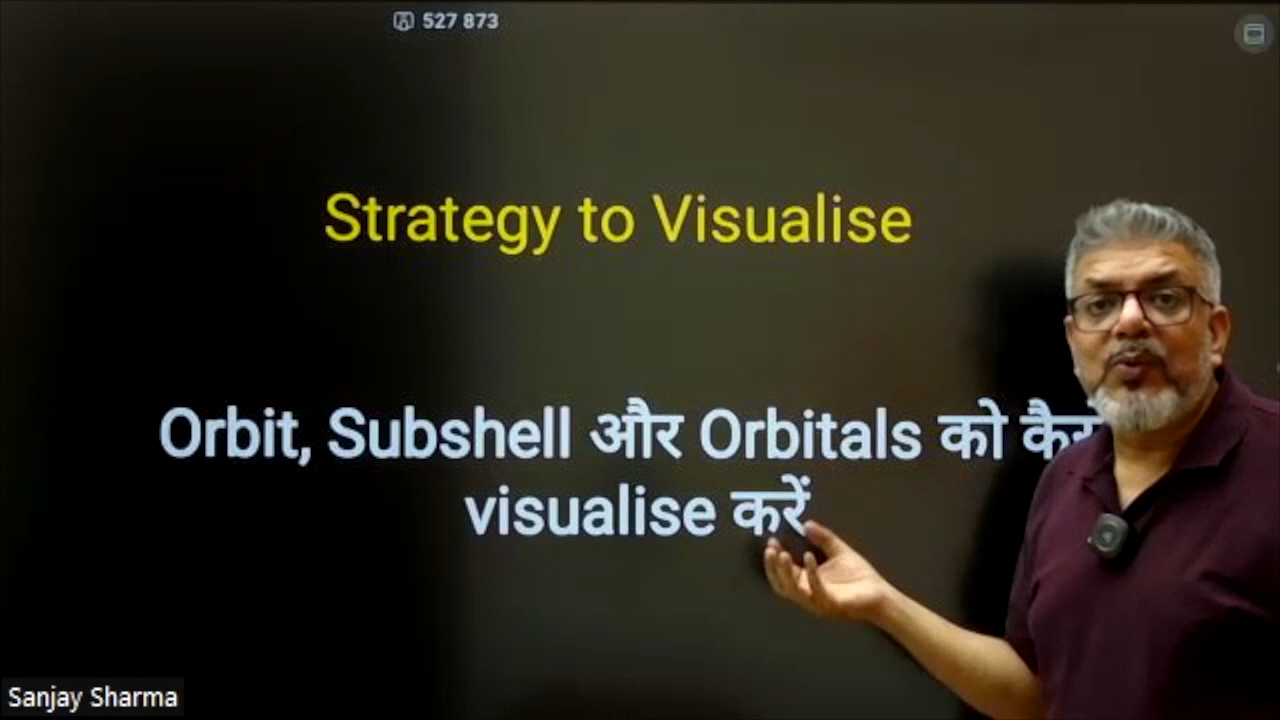 527 873
Strategy to Visualise
Orbit, Subshell और Orbitals को
visualise करें
Sanjay Sharma